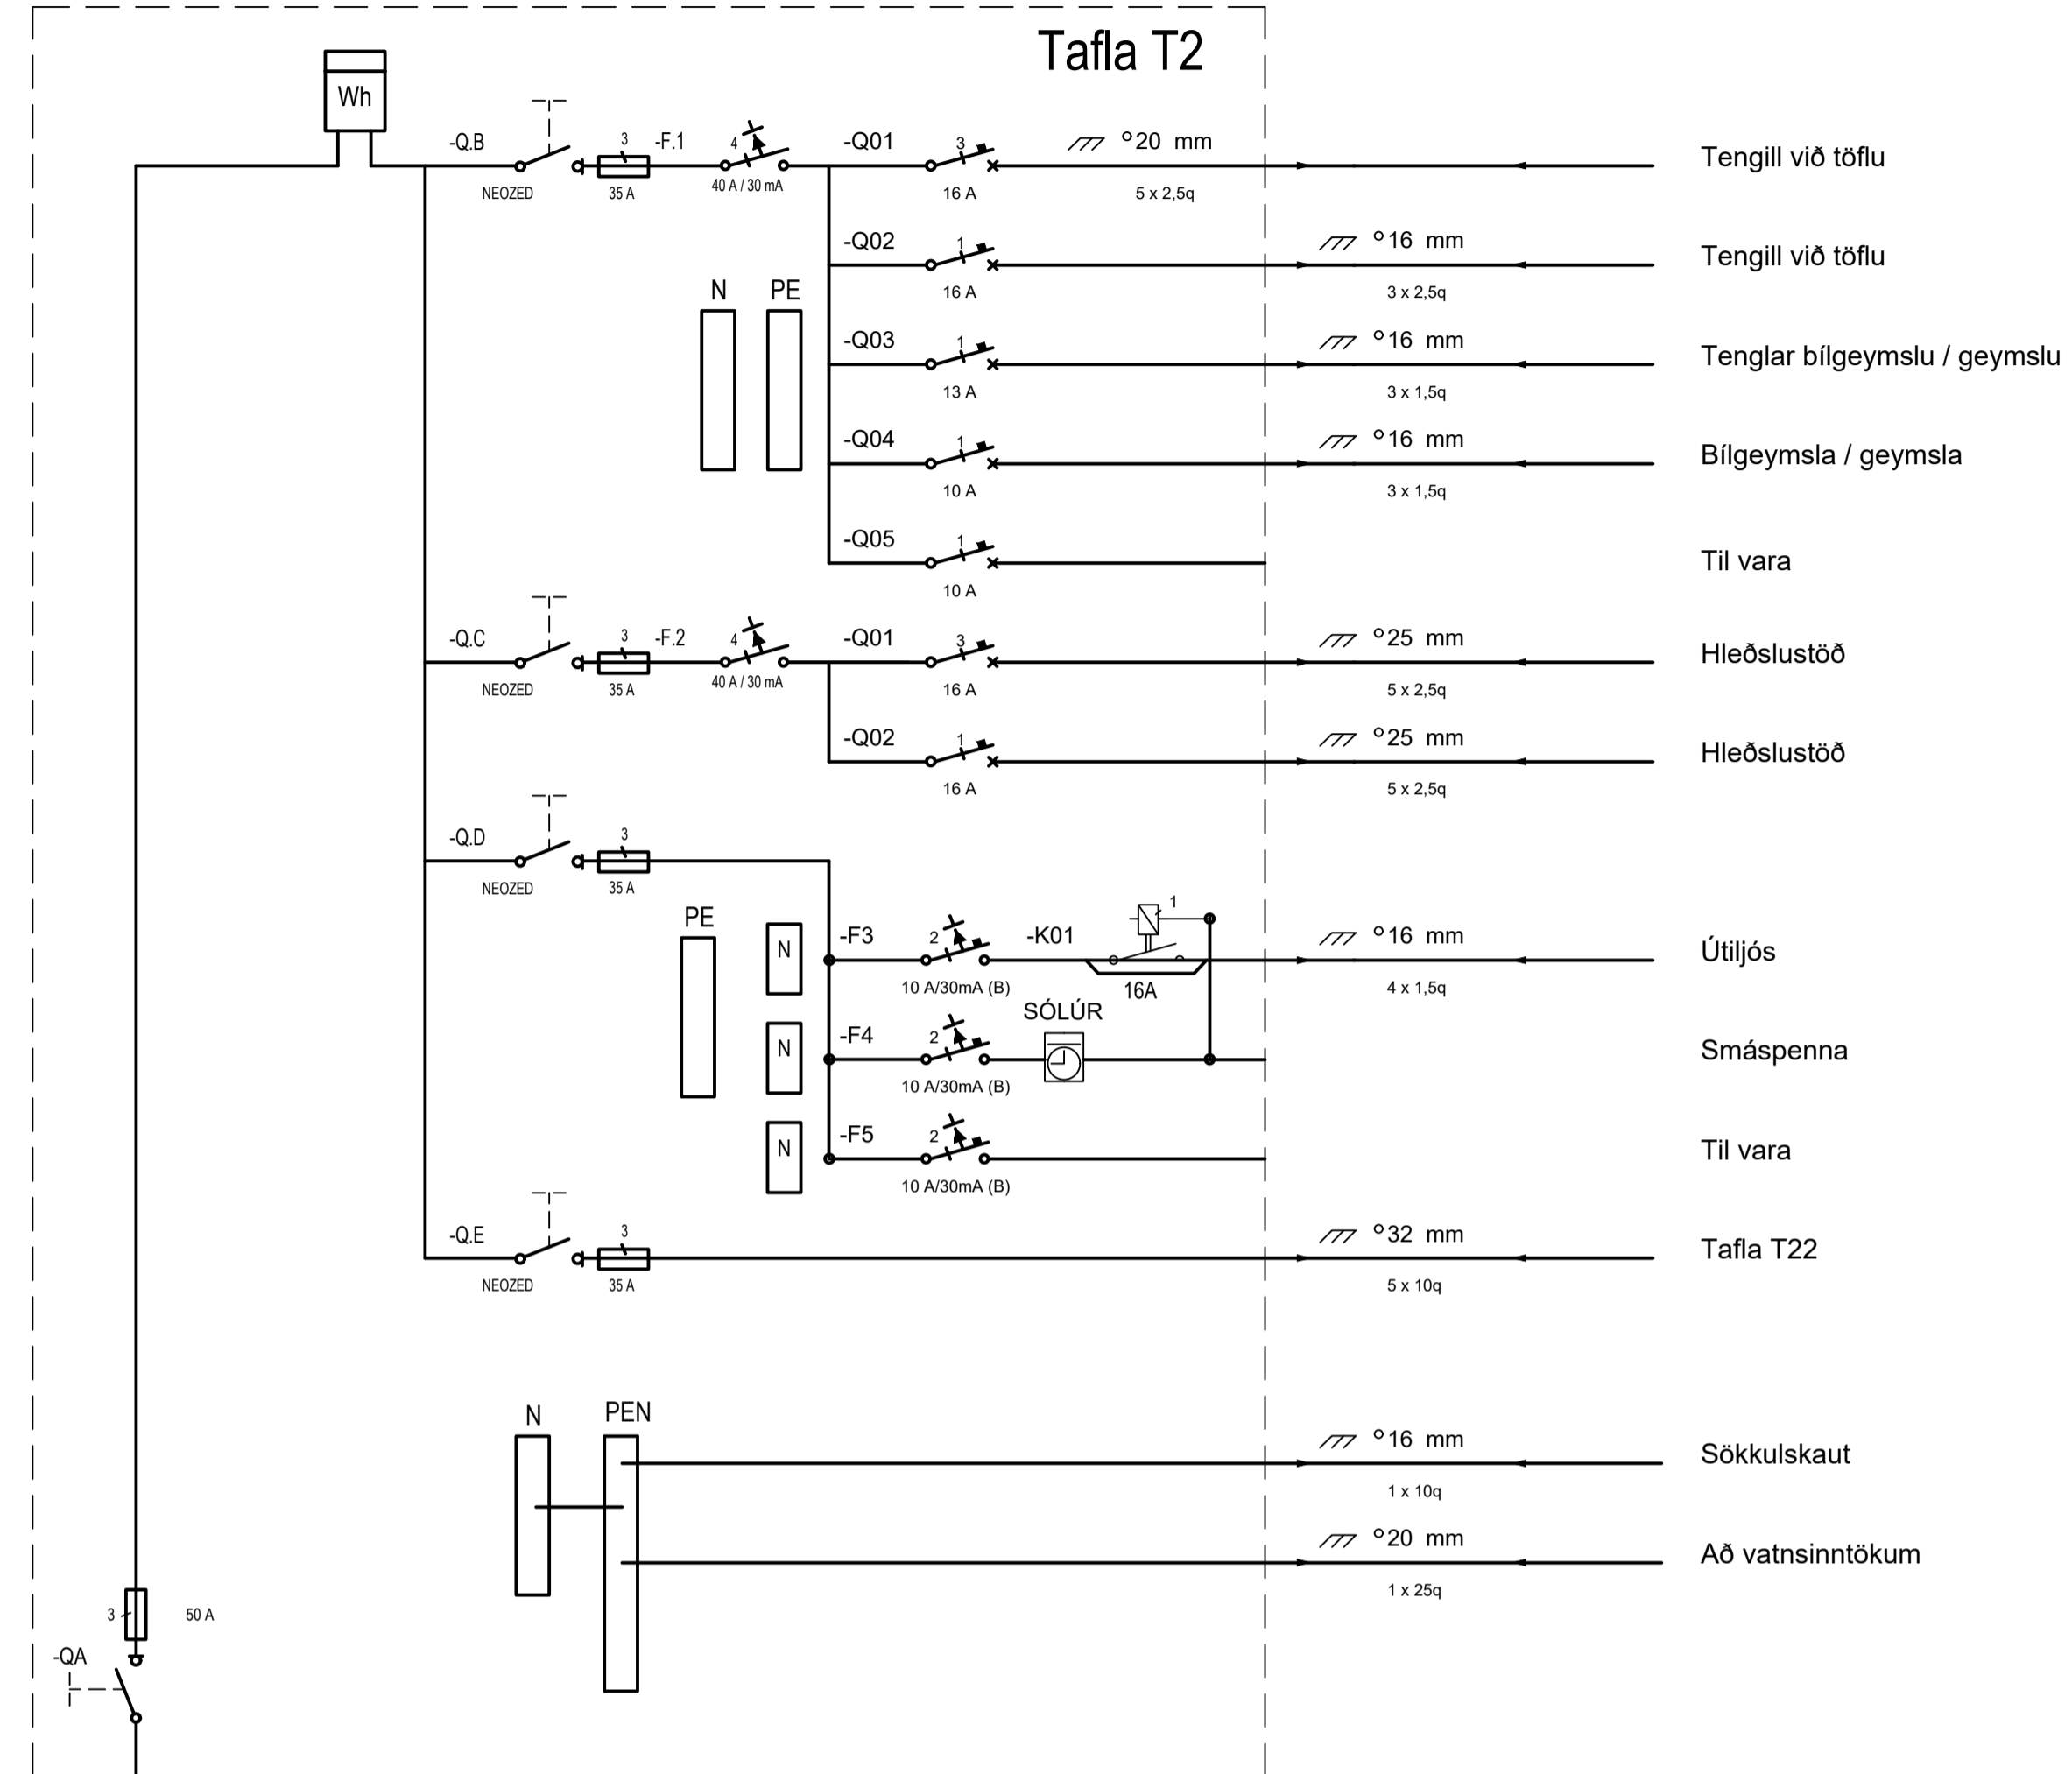 Tafla T2
Wh
-Q.B
NEOZED
3
35 A
-F.1
4
40 A / 30 mA
-Q01
3
16 A
°20 mm
5 x 2,5q
Tengill við töflu
-Q02
1
16 A
°16 mm
3 x 2,5q
Tengill við töflu
N
PE
-Q03
1
13 A
°16 mm
3 x 1,5q
Tenglar bílgeymslu / geymslu
-Q04
1
10 A
°16 mm
3 x 1,5q
Bílgeymsla / geymsla
-Q05
1
10 A
Til vara
-Q.C
NEOZED
3
35 A
-F.2
4
40 A / 30 mA
-Q01
3
16 A
°25 mm
5 x 2,5q
Hleðslustöð
-Q02
1
16 A
°25 mm
5 x 2,5q
Hleðslustöð
-Q.D
NEOZED
3
35 A
PE
N
-F3
2
10 A/30mA (B)
-K01
1
16A
°16 mm
4 x 1,5q
Útiljós
N
-F4
2
10 A/30mA (B)
SÓLÚR
Smáspenna
N
-F5
2
10 A/30mA (B)
Til vara
-Q.E
NEOZED
3
35 A
°32 mm
5 x 10q
Tafla T22
N
PEN
°16 mm
1 x 10q
Sökkulskaut
°20 mm
1 x 25q
Að vatnsinntökum
3
50 A
-QA